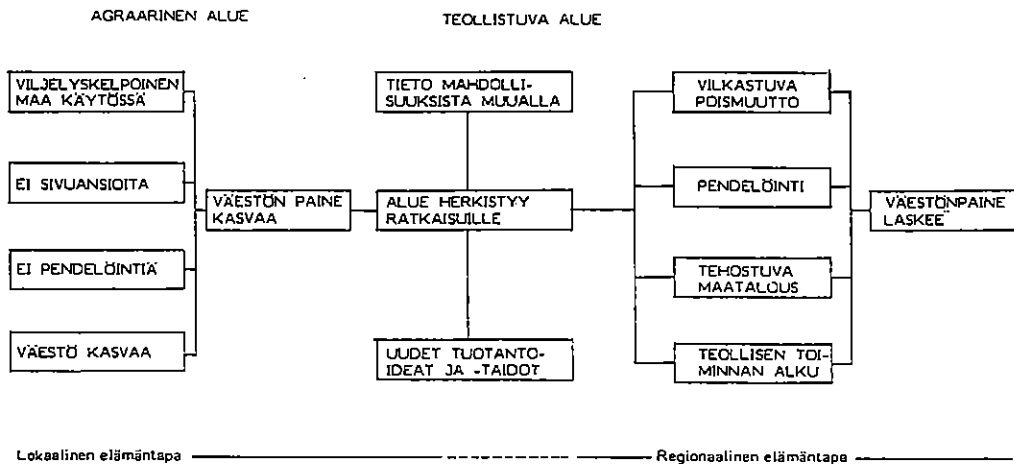 AGRAARINEN ALUE
TEOLLISTUVA ALUE
VILJELYSKELPOINEN
MAA KÄYTÖSSÄ
EI SIVUANSIOITA
EI PENDELÖINTIÄ
VÄESTÖ KASVAA
VÄESTÖN PAINE
KASVAA
TIETO MAHDOLLI-
SUUKSISTA MUUALLA
ALUE HERKISTYY
RATKAISUILLE
UUDET TUOTANTO-
IDEAT JA -TAIDOT
VILKASTUVA
POISMUUTTO
PENDELÖINTI
TEHOSTUVA
MAATALOUS
TEOLLISEN TOI-
MINNAN ALKU
VÄESTÖNPAINE
LASKEE
Lokaalinen elämäntapa
Regionaalinen elämäntapa